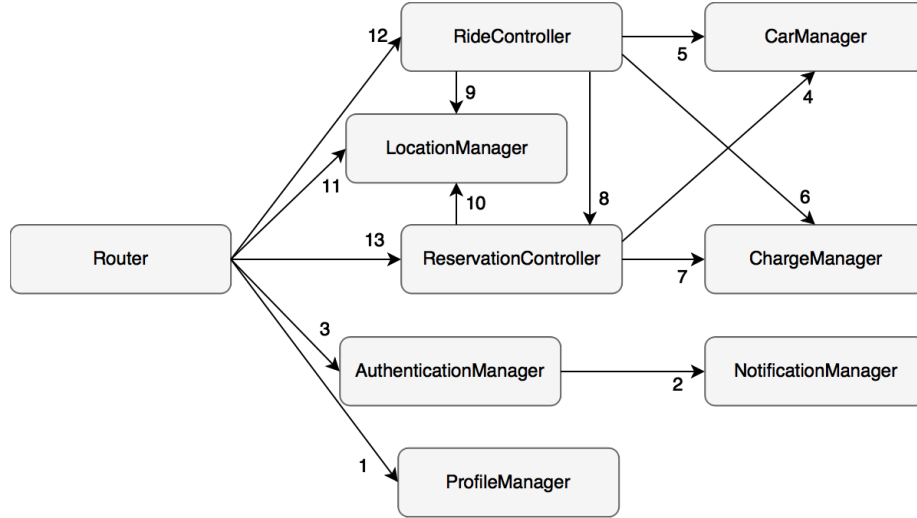 12
RideController
5
CarManager
9
4
LocationManager
11
10
8
6
13
Router
ReservationController
7
ChargeManager
3
AuthenticationManager
2
NotificationManager
1
ProfileManager